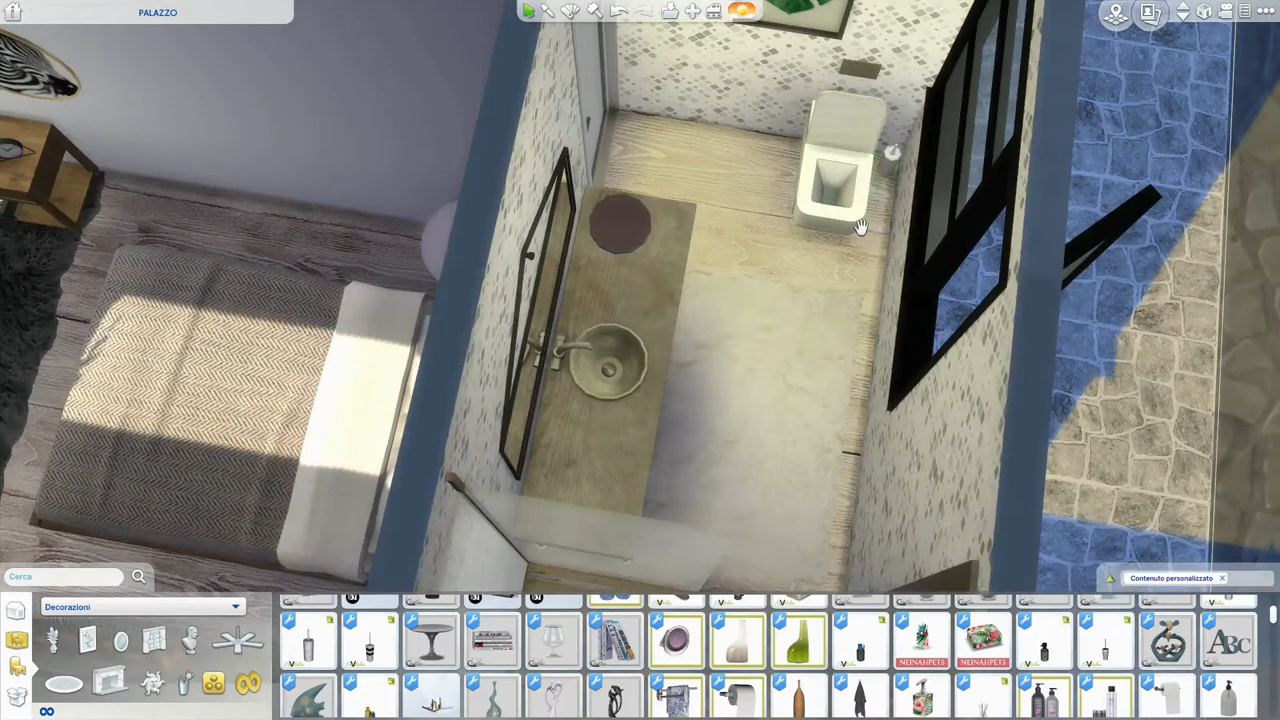 PALAZZO
Cerca
Contenuto personalizzato
Decorazioni
NEINAHPETS
NEINAHPETS
ABC